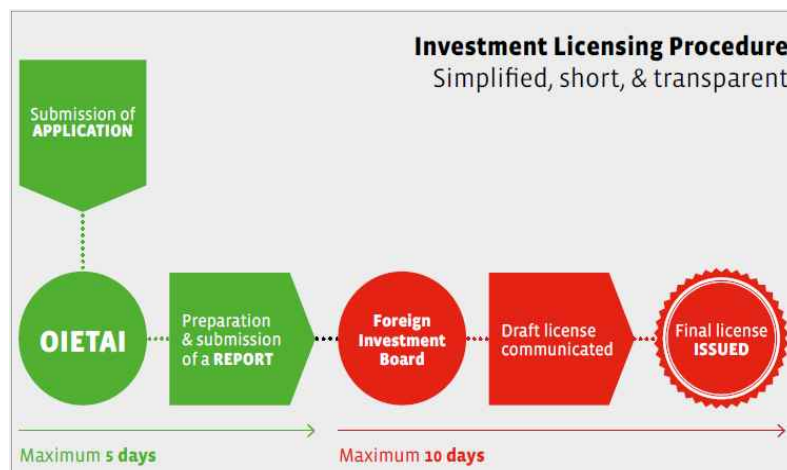 Investment Licensing Procedure
Simplified, short, & transparent
Submission of
APPLICATION
OIETAI
Preparation
& submission
of a REPORT
Foreign
Investment
Board
Draft license
communicated
Final license
ISSUED
Maximum 5 days
Maximum 10 days